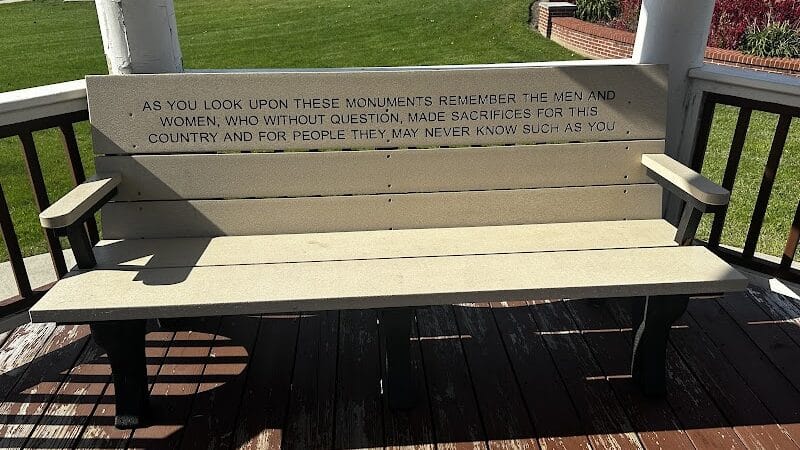 AS YOU LOOK UPON THESE MONUMENTS REMEMBER THE MEN AND
WOMEN, WHO WITHOUT QUESTION, MADE SACRIFICES FOR THIS
COUNTRY AND FOR PEOPLE THEY MAY NEVER KNOW SUCH AS YOU